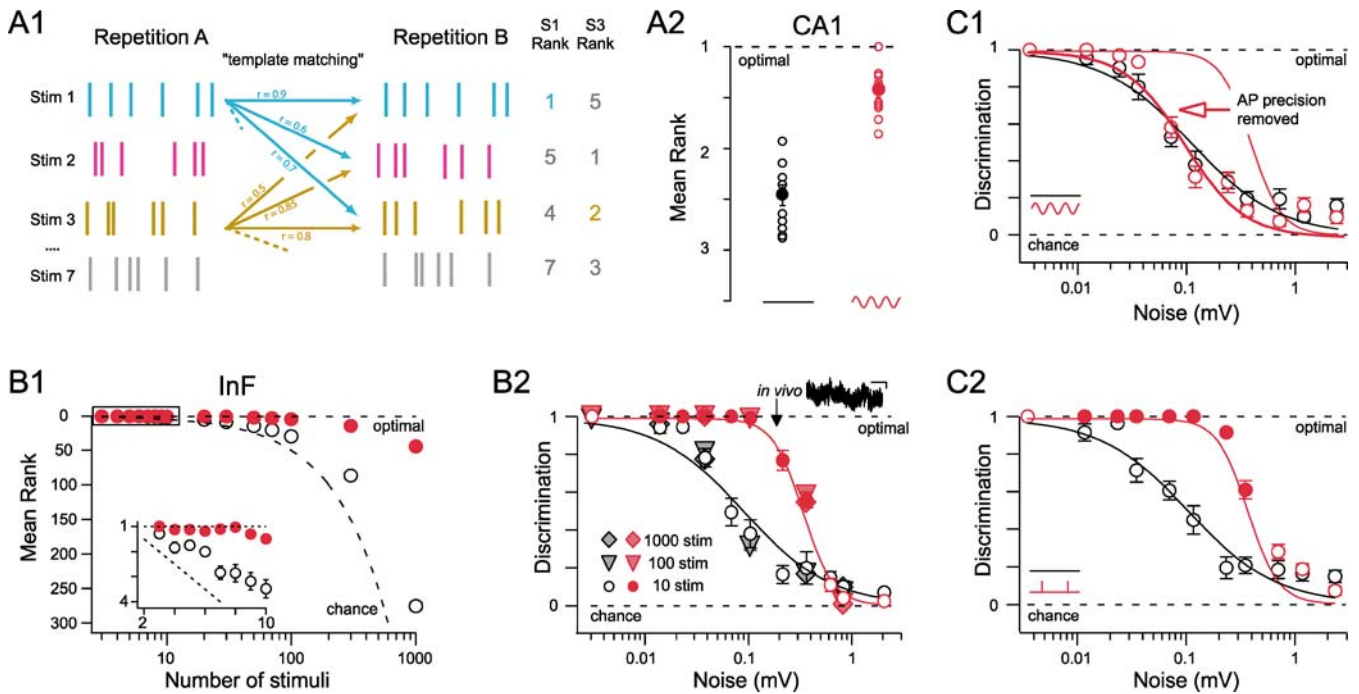 A1
Repetition A
"template matching"
Repetition B
S1 Rank
S3 Rank
Stim 1
r = 0.9
1
5
r = 0.6
r = 0.7
Stim 2
5
1
Stim 3
r = 0.5
r = 0.85
r = 0.8
4
2
....
Stim 7
7
3
A2
CA1
Mean Rank
1
optimal
2
3
C1
Discrimination
1
optimal
AP precision
removed
0
chance
0.01
0.1
1
Noise (mV)
B1
InF
Mean Rank
0
optimal
50
100
150
200
250
300
1
4
2
10
chance
10
100
1000
Number of stimuli
B2
Discrimination
in vivo
1
optimal
1000 stim
100 stim
10 stim
0
chance
0.01
0.1
1
Noise (mV)
C2
Discrimination
1
optimal
0
chance
0.01
0.1
1
Noise (mV)